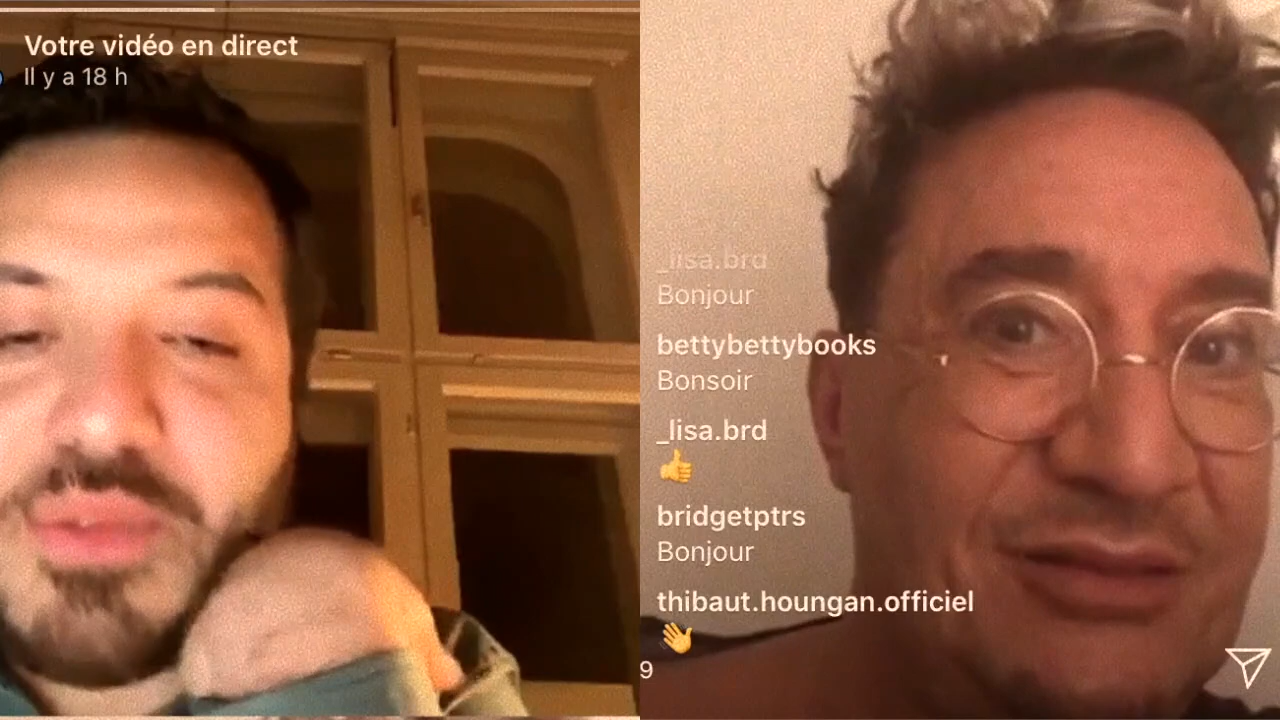 Votre vidéo en direct
Il y a 18 h
_lisa.brd
Bonjour
bettybettybooks
Bonsoir
_lisa.brd
👍
bridgetptrs
Bonjour
thibaut.houngan.officiel
👋
9